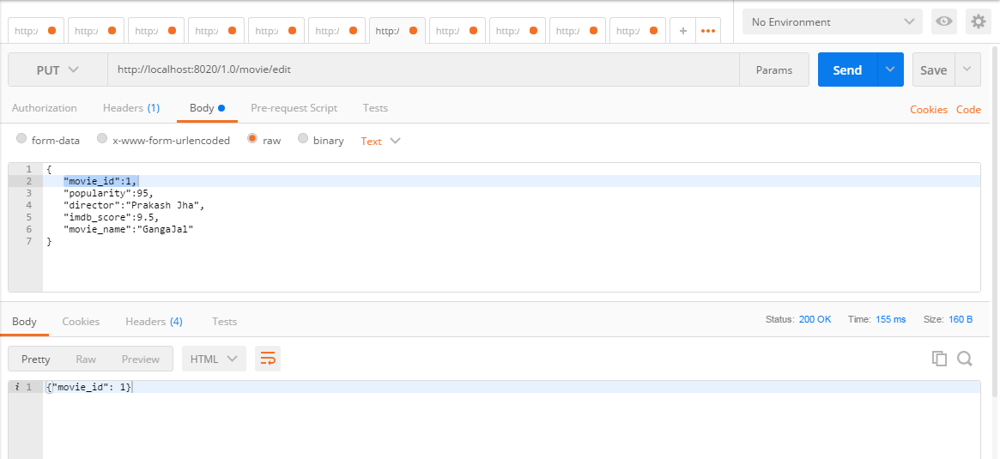 http:/ http:/ http:/ http:/ http:/ http:/ http:/ http:/ http:/ http:/ http:/ + •••
No Environment
PUT http://localhost:8020/1.0/movie/edit Params Send Save
Authorization Headers (1) Body Pre-request Script Tests Cookies Code
form-data x-www-form-urlencoded raw binary Text
1 {
2 "movie_id":1,
3 "popularity":95,
4 "director":"Prakash Jha",
5 "imdb_score":9.5,
6 "movie_name":"GangaJal"
7 }
Body Cookies Headers (4) Tests Status: 200 OK Time: 155 ms Size: 160 B
Pretty Raw Preview HTML
i 1 {"movie_id": 1}